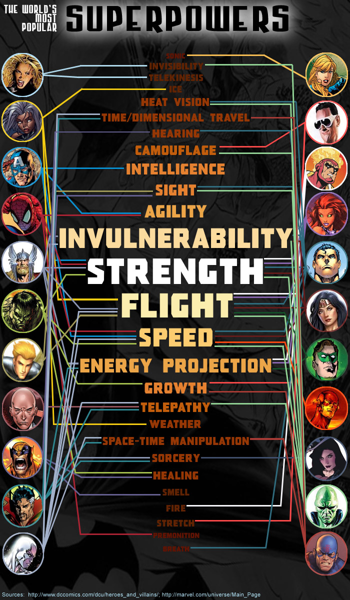 THE WORLD'S
MOST
POPULAR
SUPERPOWERS
INVISIBILITY
TELEKINESIS
ICE
HEAT VISION
TIME/DIMENSIONAL TRAVEL
HEARING
CAMOUFLAGE
INTELLIGENCE
SIGHT
AGILITY
INVULNERABILITY
STRENGTH
FLIGHT
SPEED
ENERGY PROJECTION
GROWTH
TELEPATHY
WEATHER
SPACE-TIME MANIPULATION
SORCERY
HEALING
SMELL
FIRE
STRETCH
PREMONITION
Sources: http://www.dccomics.com/dcu/heroes_and_villains/; http://marvel.com/universe/Main_Page